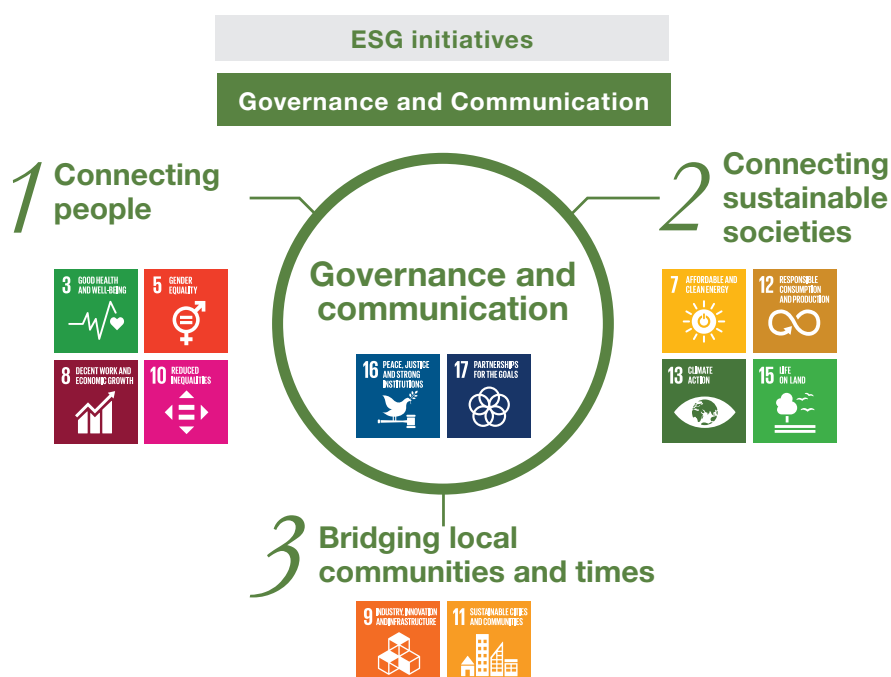 ESG initiatives
Governance and Communication
1
Connecting
people
3 GOOD HEALTH
AND WELL-BEING
5 GENDER
EQUALITY
8 DECENT WORK AND
ECONOMIC GROWTH
10 REDUCED
INEQUALITIES
Governance and
communication
16 PEACE, JUSTICE
AND STRONG
INSTITUTIONS
17 PARTNERSHIPS
FOR THE GOALS
2
Connecting
sustainable
societies
7 AFFORDABLE AND
CLEAN ENERGY
12 RESPONSIBLE
CONSUMPTION
AND PRODUCTION
13 CLIMATE
ACTION
15 LIFE
ON LAND
3
Bridging local
communities and times
9 INDUSTRY, INNOVATION
AND INFRASTRUCTURE
11 SUSTAINABLE CITIES
AND COMMUNITIES